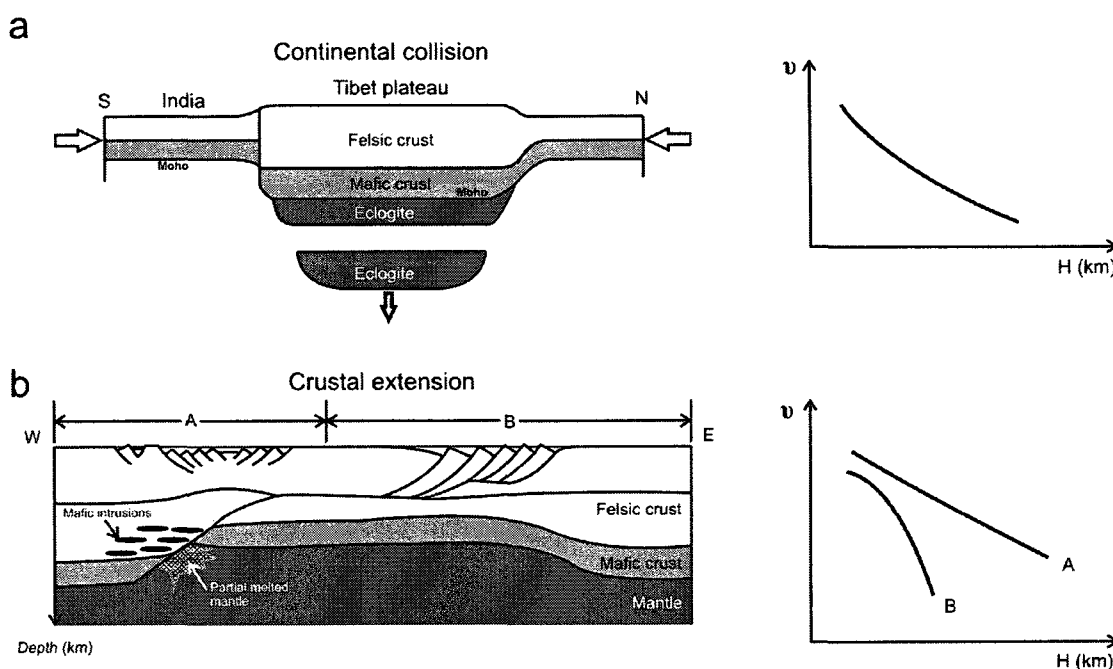 a
Continental collision
S India Tibet plateau N
Felsic crust
Moho
Mafic crust
Moho
Eclogite
Eclogite
υ
H (km)
b
Crustal extension
W A B E
Mafic intrusions
Felsic crust
Mafic crust
Partial melted
mantle
Mantle
Depth (km)
υ
A
B
H (km)